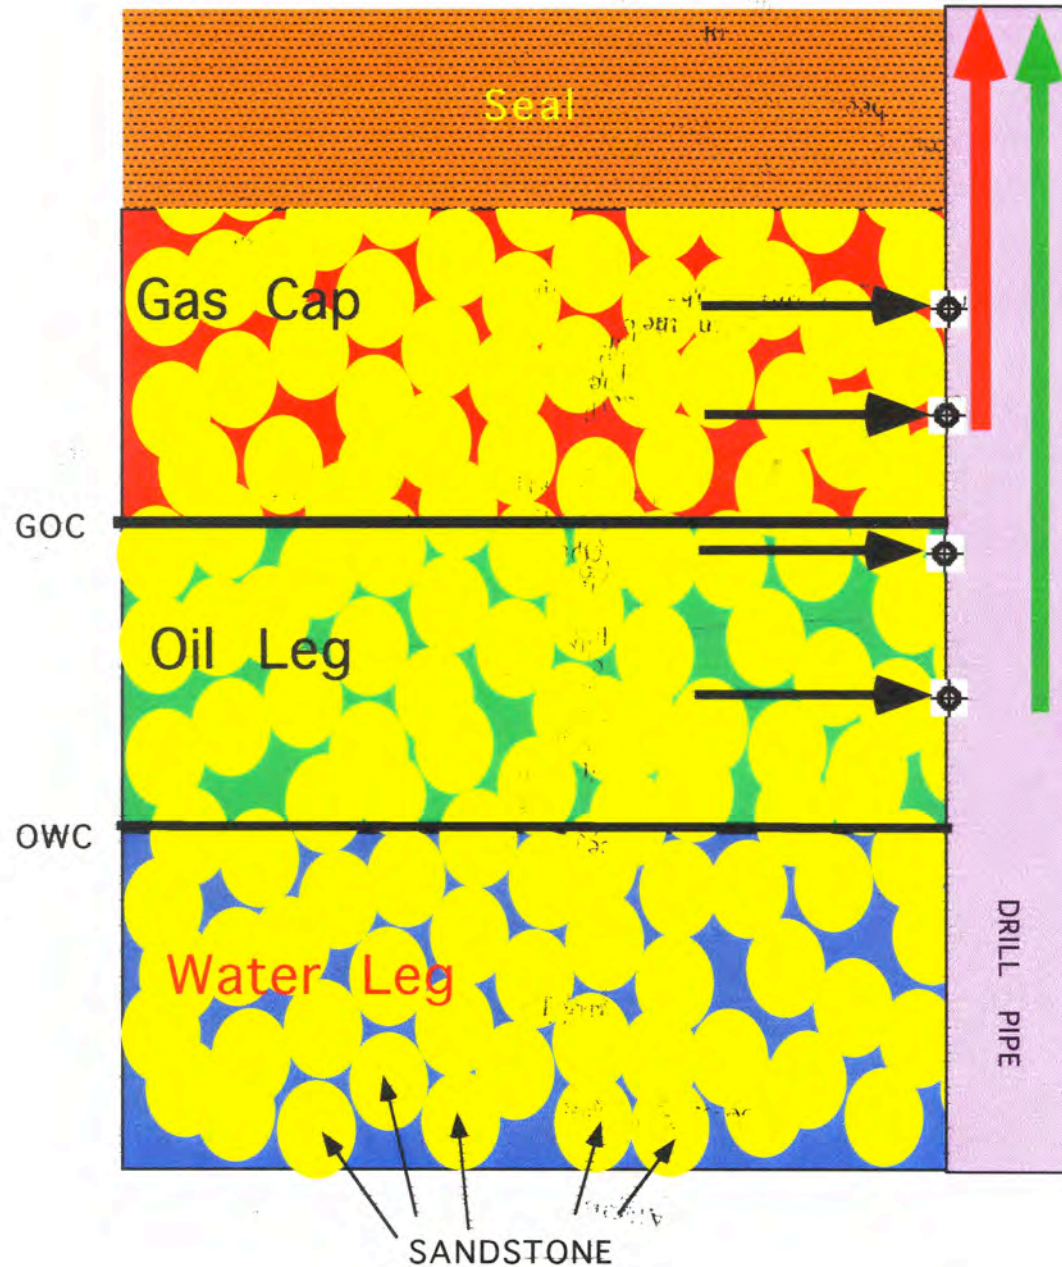 Seal
Gas Cap
GOC
Oil Leg
OWC
Water Leg
DRILL PIPE
SANDSTONE